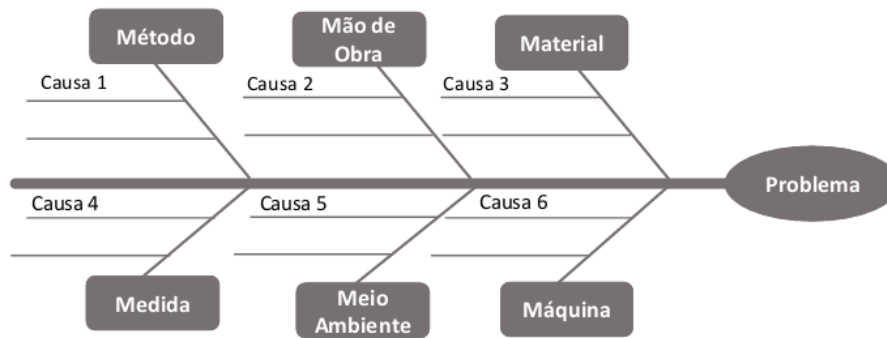 Método
Mão de
Obra
Material
Causa 1
Causa 2
Causa 3
Problema
Causa 4
Causa 5
Causa 6
Medida
Meio
Ambiente
Máquina